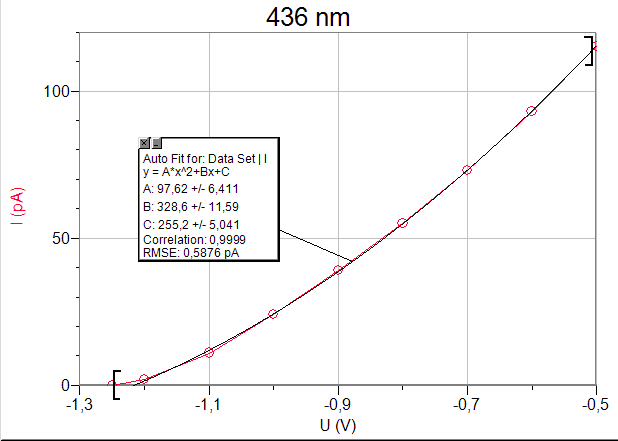 436 nm
100
Auto Fit for: Data Set | I
y = A*x^2+Bx+C
A: 97,62 +/- 6,411
B: 328,6 +/- 11,59
C: 255,2 +/- 5,041
Correlation: 0,9999
RMSE: 0,5876 pA
I (pA)
50
0
-1,3 -1,1 -0,9 -0,7 -0,5
U (V)